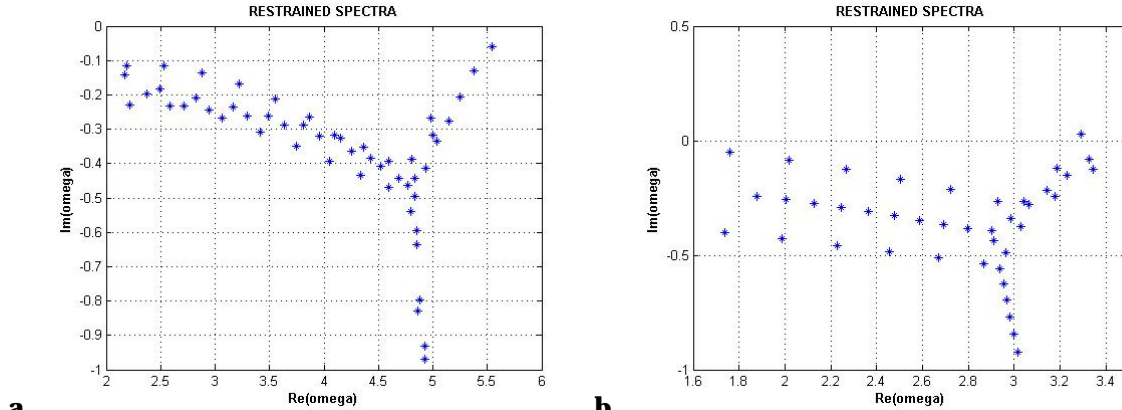 RESTRAINED SPECTRA
0
-0.1
-0.2
-0.3
-0.4
-0.5
-0.6
-0.7
-0.8
-0.9
-1
Im(omega)
2 2.5 3 3.5 4 4.5 5 5.5 6
Re(omega)
a
RESTRAINED SPECTRA
0.5
0
-0.5
-1
Im(omega)
1.6 1.8 2 2.2 2.4 2.6 2.8 3 3.2 3.4
Re(omega)
b